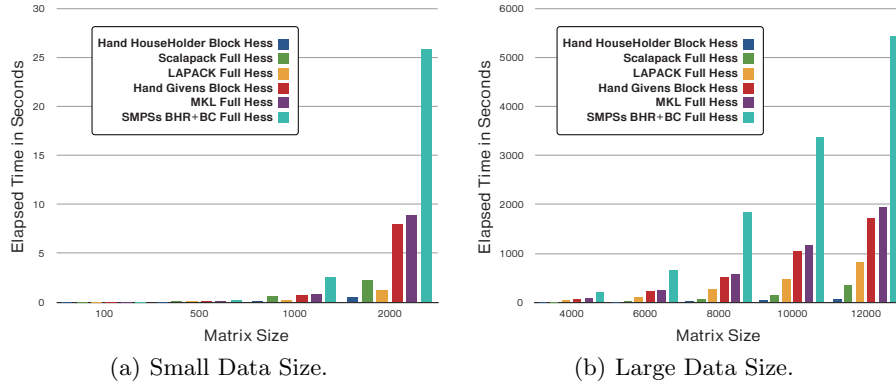 Elapsed Time in Seconds
30
25
20
15
10
5
0
Hand HouseHolder Block Hess
Scalapack Full Hess
LAPACK Full Hess
Hand Givens Block Hess
MKL Full Hess
SMPSs BHR+BC Full Hess
100
500
1000
2000
Matrix Size
(a) Small Data Size.
Elapsed Time in Seconds
6000
5000
4000
3000
2000
1000
0
Hand HouseHolder Block Hess
Scalapack Full Hess
LAPACK Full Hess
Hand Givens Block Hess
MKL Full Hess
SMPSs BHR+BC Full Hess
4000
6000
8000
10000
12000
Matrix Size
(b) Large Data Size.